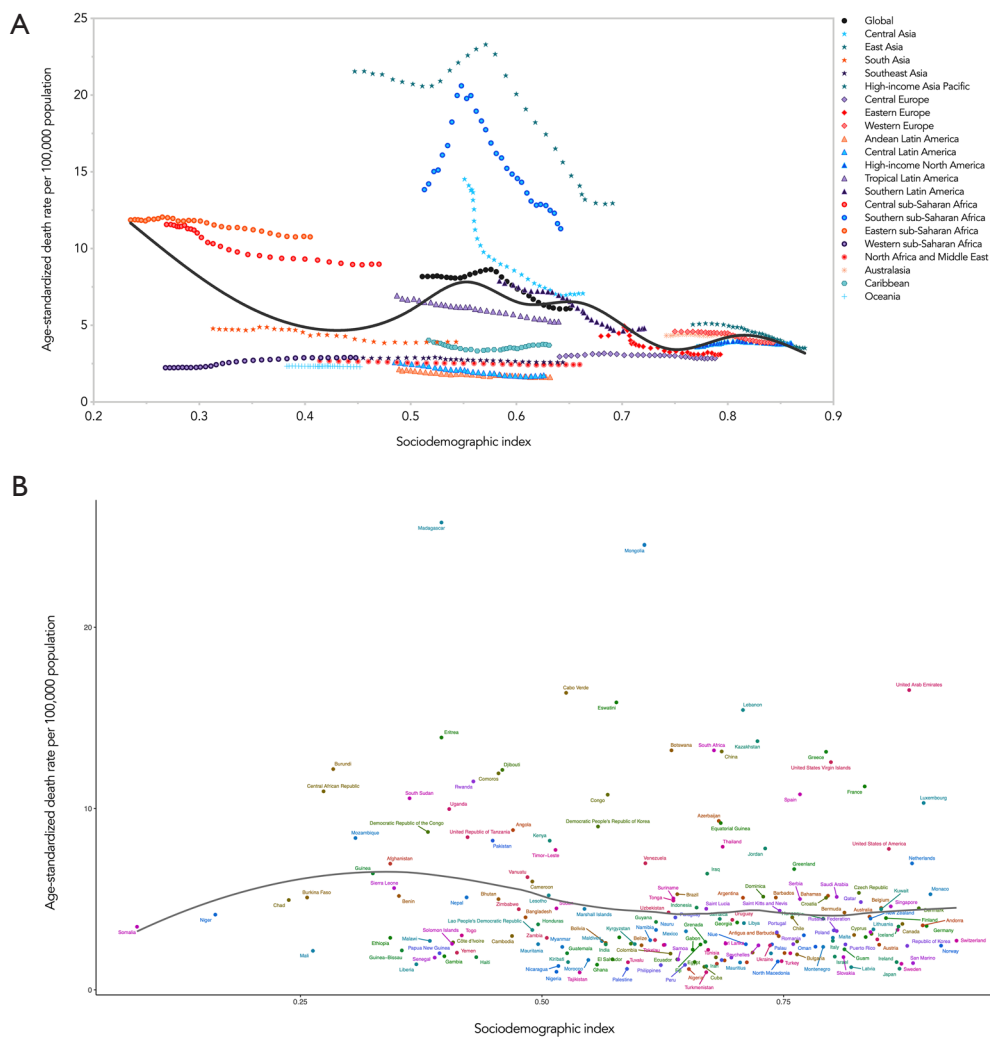 A
Age-standardized death rate per 100,000 population
25
20
15
10
5
0
0.2
0.3
0.4
0.5
0.6
0.7
0.8
0.9
Sociodemographic index
Global
Central Asia
East Asia
South Asia
Southeast Asia
High-income Asia Pacific
Central Europe
Eastern Europe
Western Europe
Andean Latin America
Central Latin America
High-income North America
Tropical Latin America
Southern Latin America
Central sub-Saharan Africa
Southern sub-Saharan Africa
Eastern sub-Saharan Africa
Western sub-Saharan Africa
North Africa and Middle East
Australasia
Caribbean
Oceania
B
Age-standardized death rate per 100,000 population
20
10
0
0.25
0.50
0.75
Sociodemographic index
Madagascar
Mongolia
Cabo Verde
United Arab Emirates
Eswatini
Lebanon
Eritrea
Botswana
South Africa
Kazakhstan
China
Greece
United States Virgin Islands
Burundi
Djibouti
Comoros
Central African Republic
Rwanda
South Sudan
Uganda
Congo
Spain
France
Luxembourg
Mozambique
Democratic Republic of the Congo
United Republic of Tanzania
Angola
Democratic People's Republic of Korea
Azerbaijan
Equatorial Guinea
Pakistan
Kenya
Timor-Leste
Thailand
Jordan
United States of America
Afghanistan
Guinea
Venezuela
Iraq
Greenland
Netherlands
Vanuatu
Cameroon
Sierra Leone
Benin
Burkina Faso
Chad
Nepal
Bhutan
Zimbabwe
Lesotho
Suriname
Tonga
Brazil
Argentina
Dominica
Barbados
Serbia
Bahamas
Saudi Arabia
Croatia
Qatar
Czech Republic
Kuwait
Monaco
Niger
Somalia
Mali
Bangladesh
Marshall Islands
Uzbekistan
Indonesia
Saint Lucia
Saint Kitts and Nevis
Bermuda
Australia
Belgium
Singapore
New Zealand
Denmark
Lao People's Democratic Republic
Honduras
Guyana
Paraguay
Grenada
Uruguay
Georgia
Libya
Portugal
Chile
Russian Federation
Lithuania
Finland
Andorra
Ethiopia
Solomon Islands
Togo
Malawi
Côte d'Ivoire
Cambodia
Zambia
Bolivia
Kyrgyzstan
Namibia
Nauru
Belize
Mexico
Niue
Gabon
Antigua and Barbuda
Romania
Poland
Malta
Cyprus
Iceland
Canada
Germany
Guinea-Bissau
Papua New Guinea
Yemen
Mauritania
Myanmar
Guatemala
Maldives
India
Colombia
Samoa
Tunisia
Sri Lanka
Palau
Oman
Italy
Puerto Rico
Austria
Republic of Korea
Norway
Switzerland
Senegal
Gambia
Haiti
Liberia
Kiribati
El Salvador
Tuvalu
Ecuador
Egypt
Iran
Seychelles
Ukraine
Turkey
Bulgaria
Israel
Guam
Ireland
San Marino
Nicaragua
Nigeria
Morocco
Tajikistan
Ghana
Palestine
Philippines
Peru
Fiji
Algeria
Turkmenistan
Cuba
Mauritius
North Macedonia
Montenegro
Slovakia
Latvia
Japan
Sweden